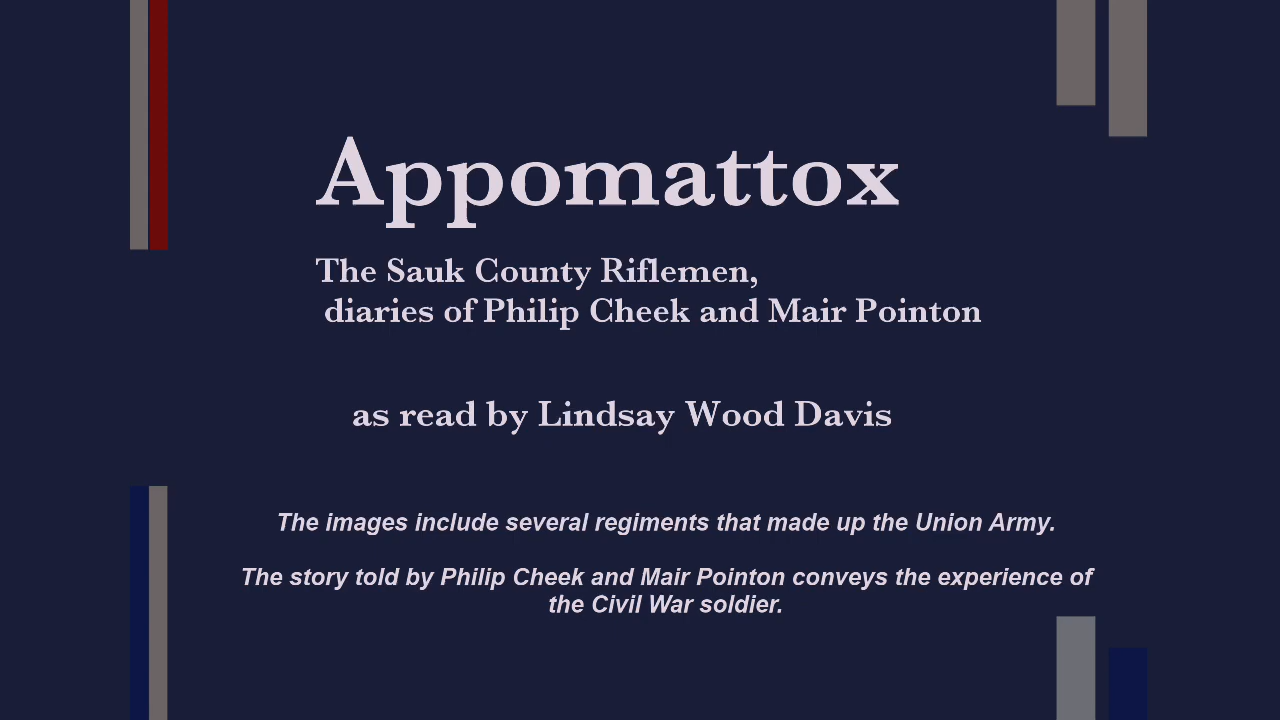 Appomattox
The Sauk County Riflemen,
diaries of Philip Cheek and Mair Pointon
as read by Lindsay Wood Davis
The images include several regiments that made up the Union Army.
The story told by Philip Cheek and Mair Pointon conveys the experience of
the Civil War soldier.